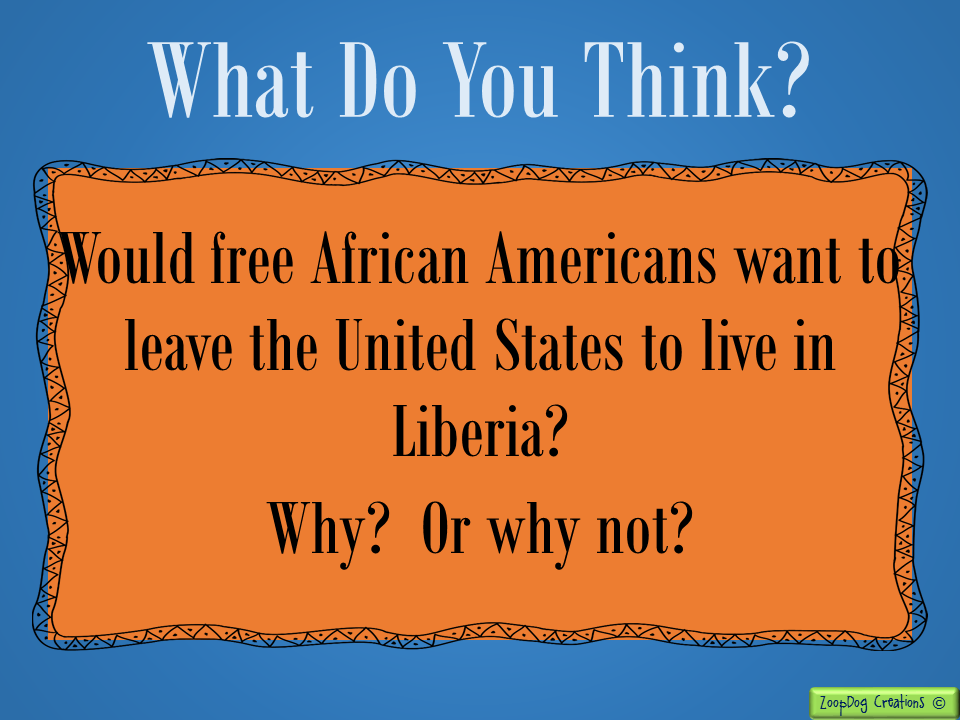 What Do You Think?
Would free African Americans want to
leave the United States to live in
Liberia?
Why?  Or why not?
ZoopDog Creations ©